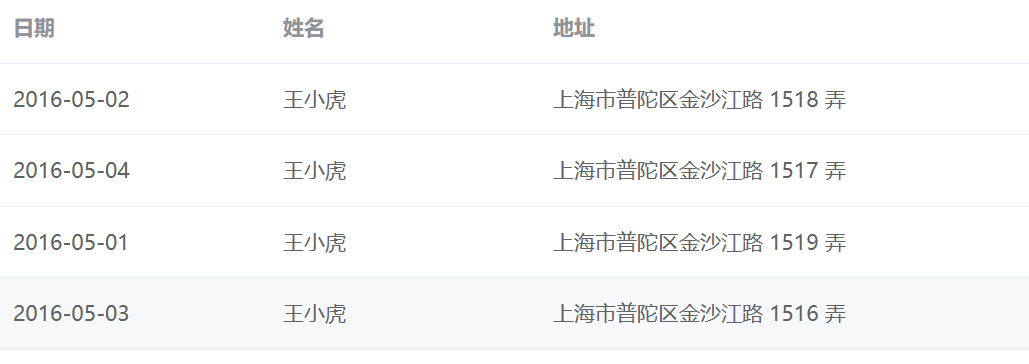 日期 姓名 地址
2016-05-02 王小虎 上海市普陀区金沙江路 1518 弄
2016-05-04 王小虎 上海市普陀区金沙江路 1517 弄
2016-05-01 王小虎 上海市普陀区金沙江路 1519 弄
2016-05-03 王小虎 上海市普陀区金沙江路 1516 弄